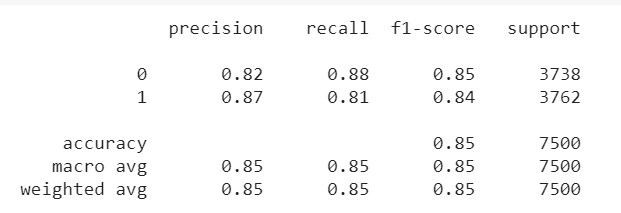 precision recall f1-score support
0 0.82 0.88 0.85 3738
1 0.87 0.81 0.84 3762
accuracy 0.85 7500
macro avg 0.85 0.85 0.85 7500
weighted avg 0.85 0.85 0.85 7500